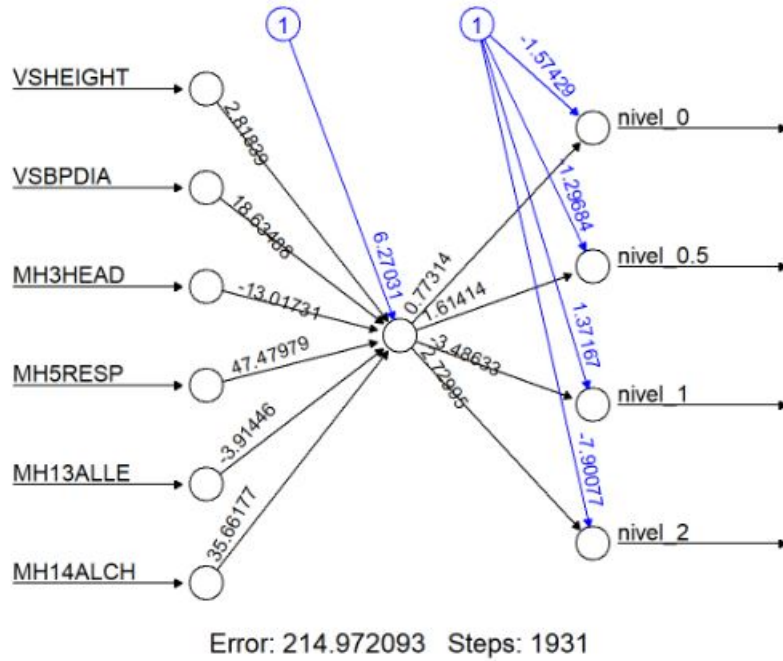 1
1
VSHEIGHT
2.81839
-1.57429
nivel_0
VSBPDIA
18.63488
-1.29684
6.27031
0.77314
nivel_0.5
MH3HEAD
-13.01731
1.61414
MH5RESP
47.47979
-3.48633
2.72995
1.37167
nivel_1
MH13ALLE
-3.91446
-7.90077
nivel_2
MH14ALCH
35.66177
Error: 214.972093 Steps: 1931